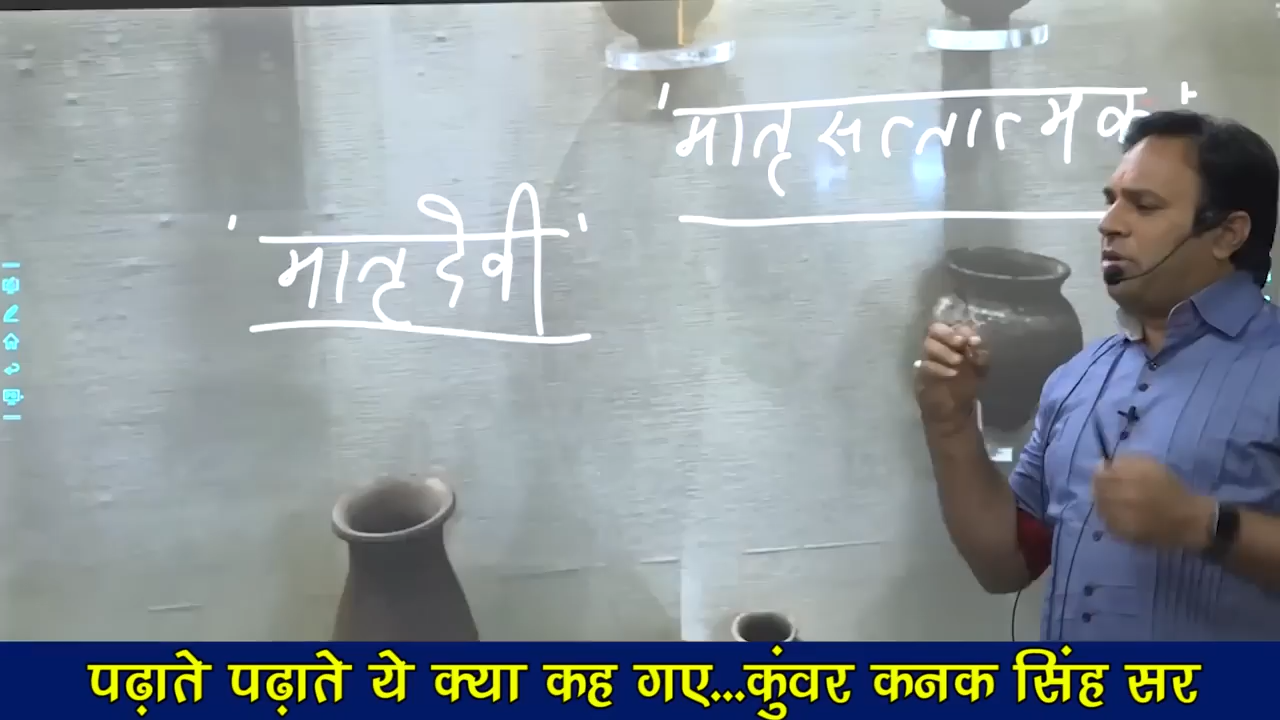 'मातृसत्तात्मक'
'मातृदेवी'
पढ़ाते पढ़ाते ये क्या कह गए...कुंवर कनक सिंह सर